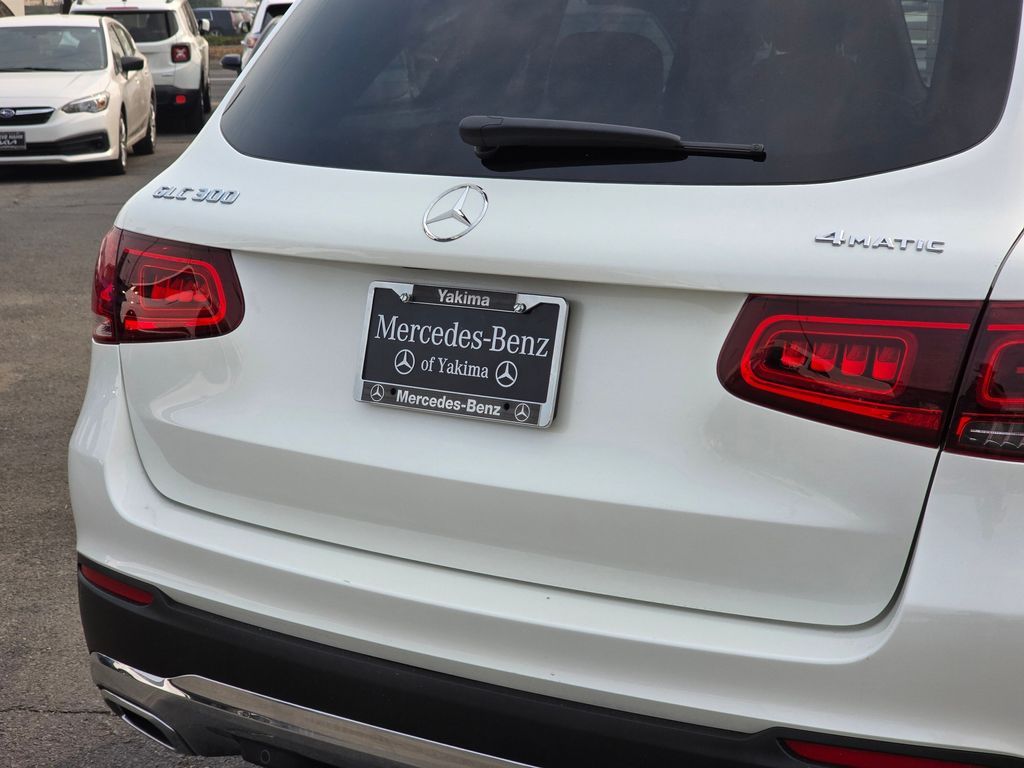 GLC 300
4MATIC
Yakima
Mercedes-Benz
of Yakima
Mercedes-Benz